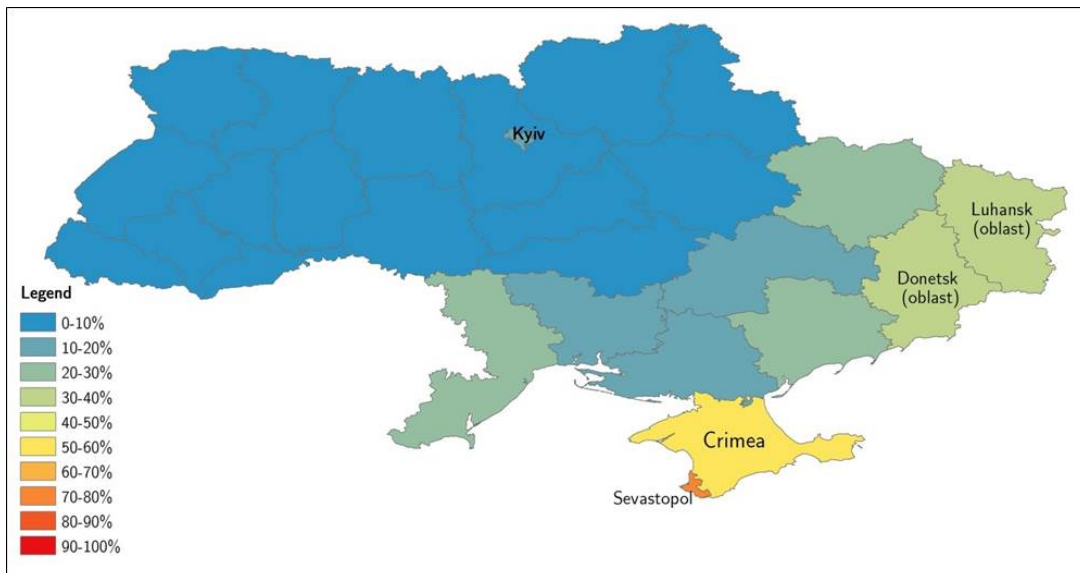 Kyiv
Luhansk
(oblast)
Donetsk
(oblast)
Crimea
Sevastopol
Legend
0-10%
10-20%
20-30%
30-40%
40-50%
50-60%
60-70%
70-80%
80-90%
90-100%